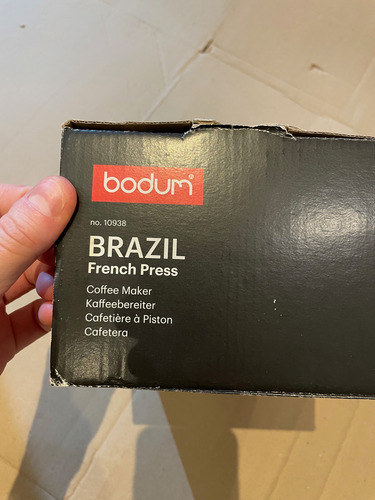 bodum®
no. 10938
BRAZIL
French Press
Coffee Maker
Kaffeebereiter
Cafetière à Piston
Cafetera